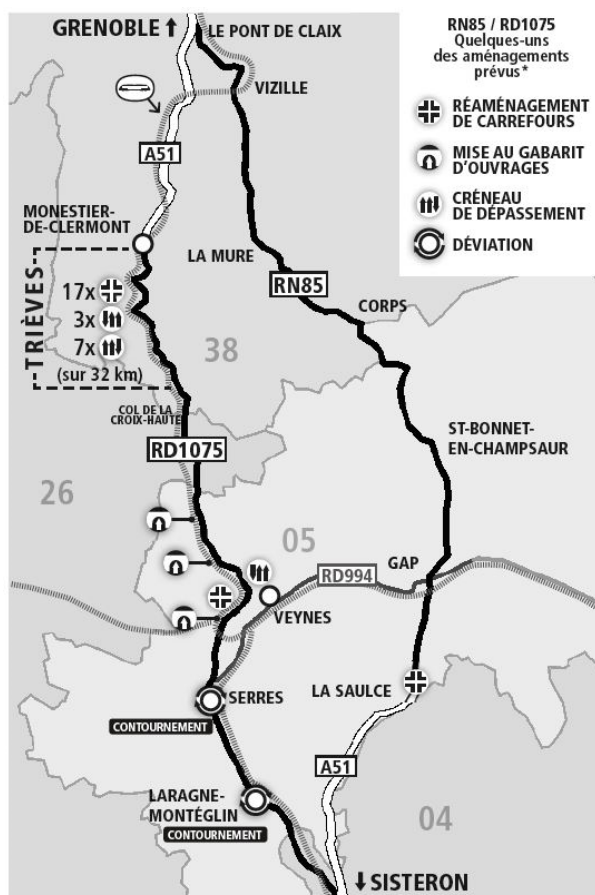 GRENOBLE
LE PONT DE CLAIX
VIZILLE
A51
MONESTIER-
DE-CLERMONT
LA MURE
RN85
CORPS
TRIÈVES
17x
3x
7x
(sur 32 km)
38
COL DE LA
CROIX-HAUTE
RD1075
ST-BONNET-
EN-CHAMPSAUR
26
05
GAP
RD994
VEYNES
SERRES
CONTOURNEMENT
LA SAULCE
A51
LARAGNE-
MONTÉGLIN
CONTOURNEMENT
04
SISTERON
RN85 / RD1075
Quelques-uns
des aménagements
prévus*
RÉAMÉNAGEMENT
DE CARREFOURS
MISE AU GABARIT
D'OUVRAGES
CRÉNEAU
DE DÉPASSEMENT
DÉVIATION